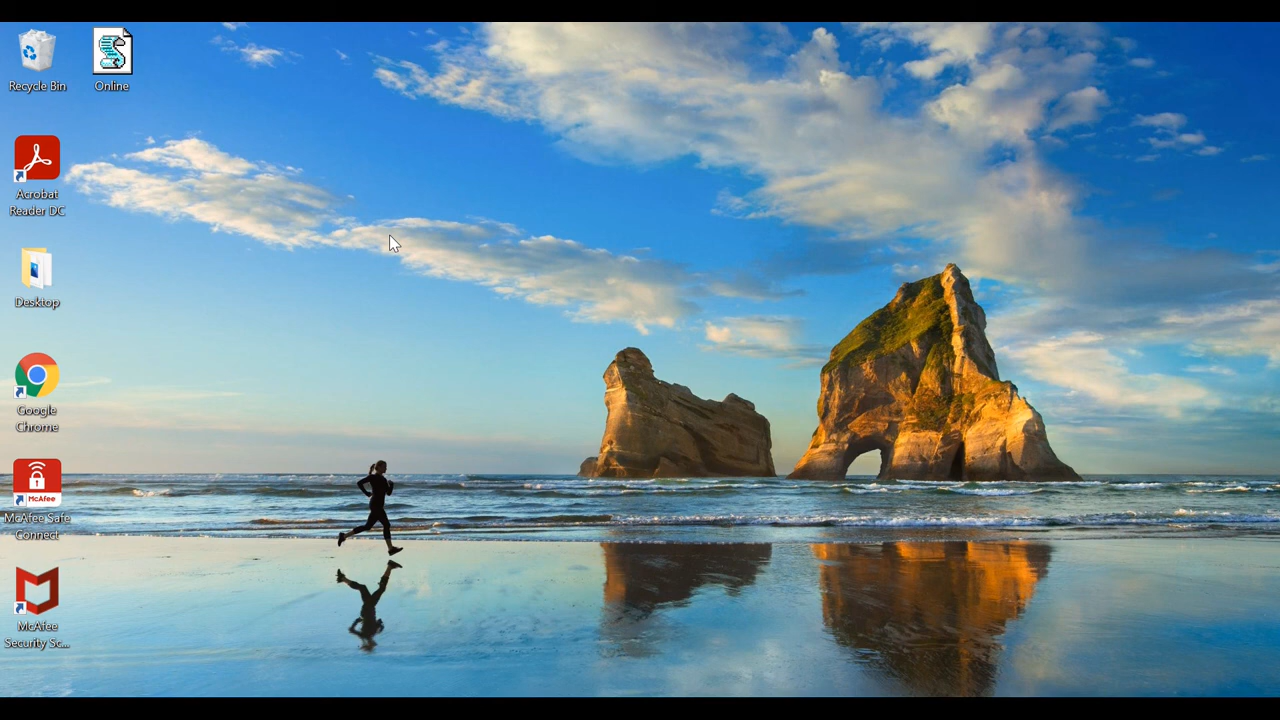 Recycle Bin
Online
Acrobat
Reader DC
Desktop
Google
Chrome
McAfee
McAfee Safe
Connect
McAfee
Security Sc...